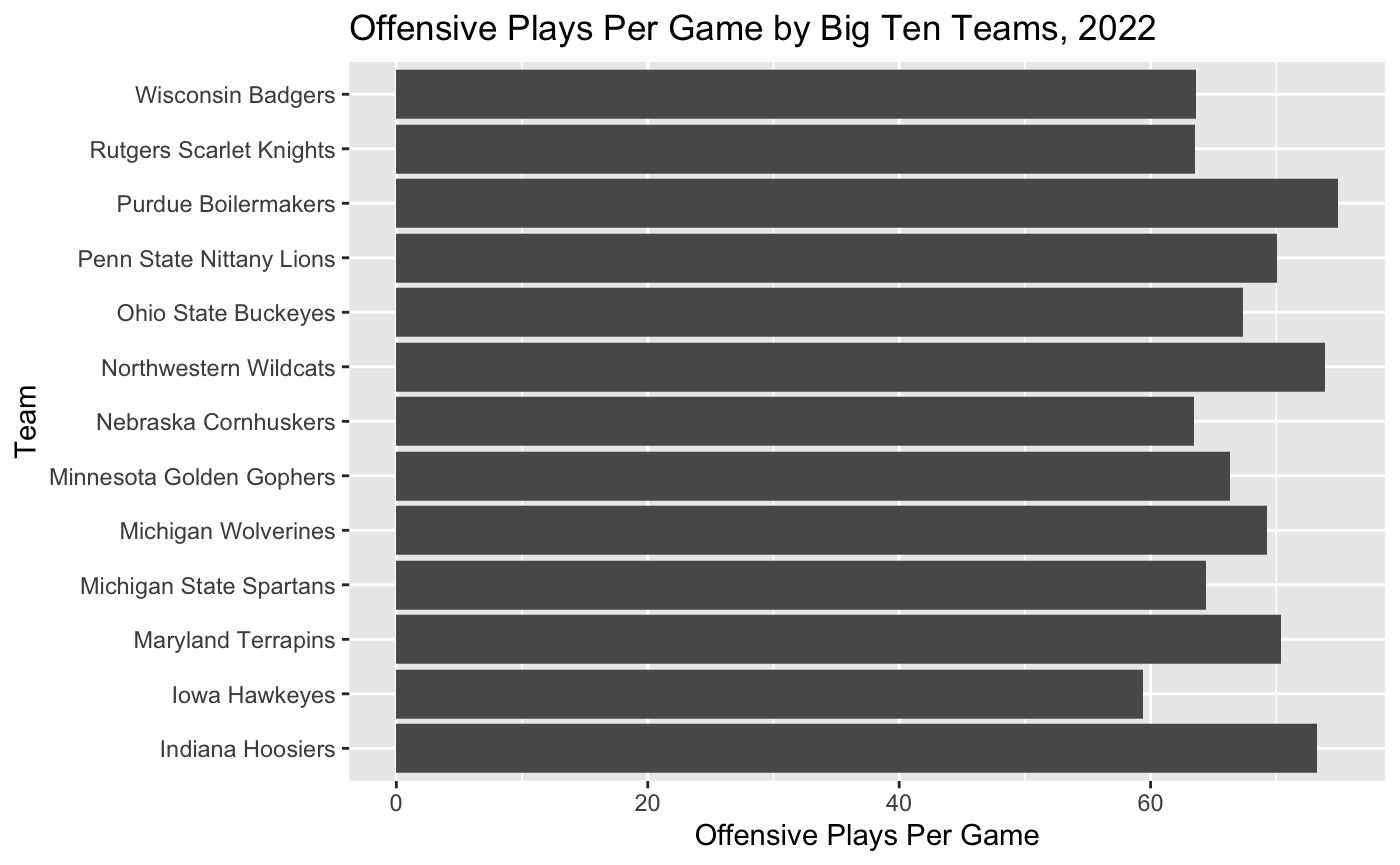 Offensive Plays Per Game by Big Ten Teams, 2022
Team
Wisconsin Badgers
Rutgers Scarlet Knights
Purdue Boilermakers
Penn State Nittany Lions
Ohio State Buckeyes
Northwestern Wildcats
Nebraska Cornhuskers
Minnesota Golden Gophers
Michigan Wolverines
Michigan State Spartans
Maryland Terrapins
Iowa Hawkeyes
Indiana Hoosiers
0 20 40 60
Offensive Plays Per Game